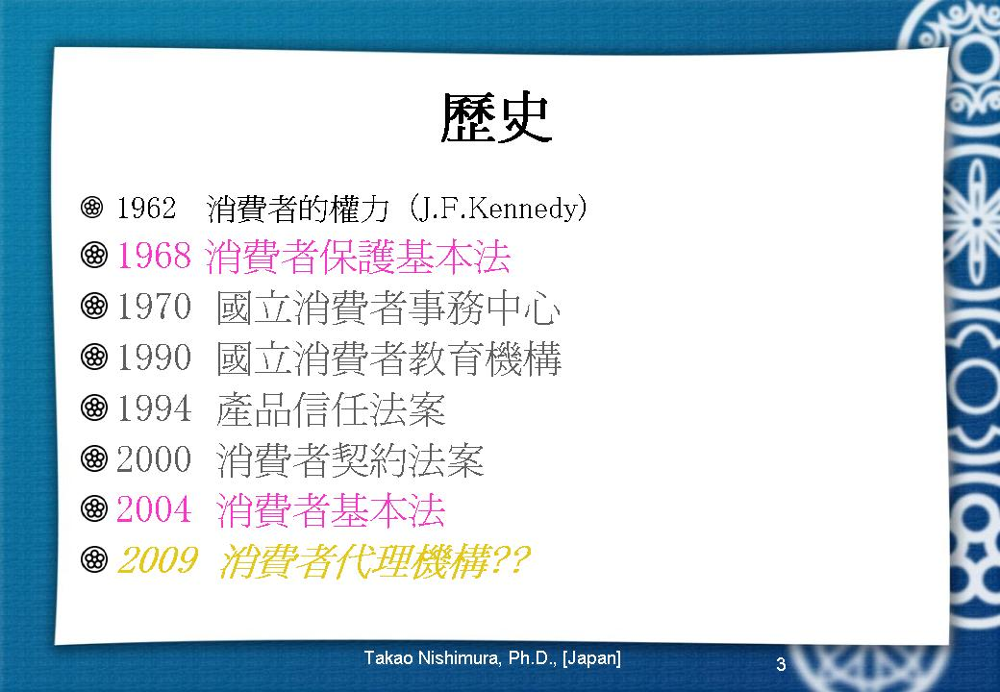 歷史
1962 消費者的權力 (J.F.Kennedy)
1968 消費者保護基本法
1970 國立消費者事務中心
1990 國立消費者教育機構
1994 產品信任法案
2000 消費者契約法案
2004 消費者基本法
2009 消費者代理機構??
Takao Nishimura, Ph.D., [Japan]
3